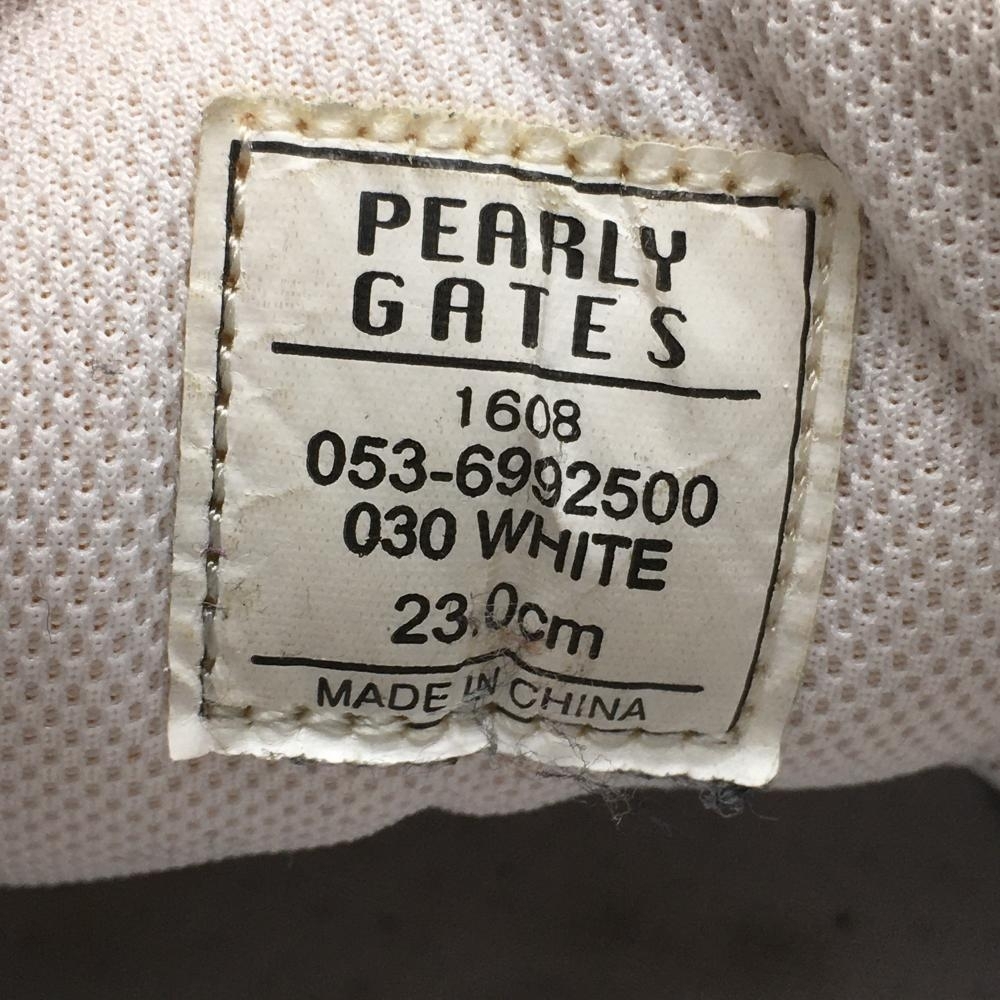 PEARLY
GATES
1608
053-6992500
030 WHITE
23.0cm
MADE IN CHINA